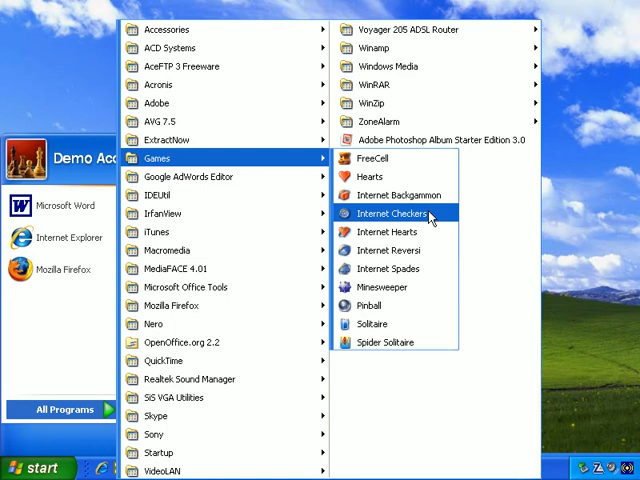 Demo Acc
Microsoft Word
Internet Explorer
Mozilla Firefox
All Programs
start
Accessories
ACD Systems
AceFTP 3 Freeware
Acronis
Adobe
AVG 7.5
ExtractNow
Games
Google AdWords Editor
IDEUtil
IrfanView
iTunes
Macromedia
MediaFACE 4.01
Microsoft Office Tools
Mozilla Firefox
Nero
OpenOffice.org 2.2
QuickTime
Realtek Sound Manager
SiS VGA Utilities
Skype
Sony
Startup
VideoLAN
Voyager 205 ADSL Router
Winamp
Windows Media
WinRAR
WinZip
ZoneAlarm
Adobe Photoshop Album Starter Edition 3.0
FreeCell
Hearts
Internet Backgammon
Internet Checkers
Internet Hearts
Internet Reversi
Internet Spades
Minesweeper
Pinball
Solitaire
Spider Solitaire